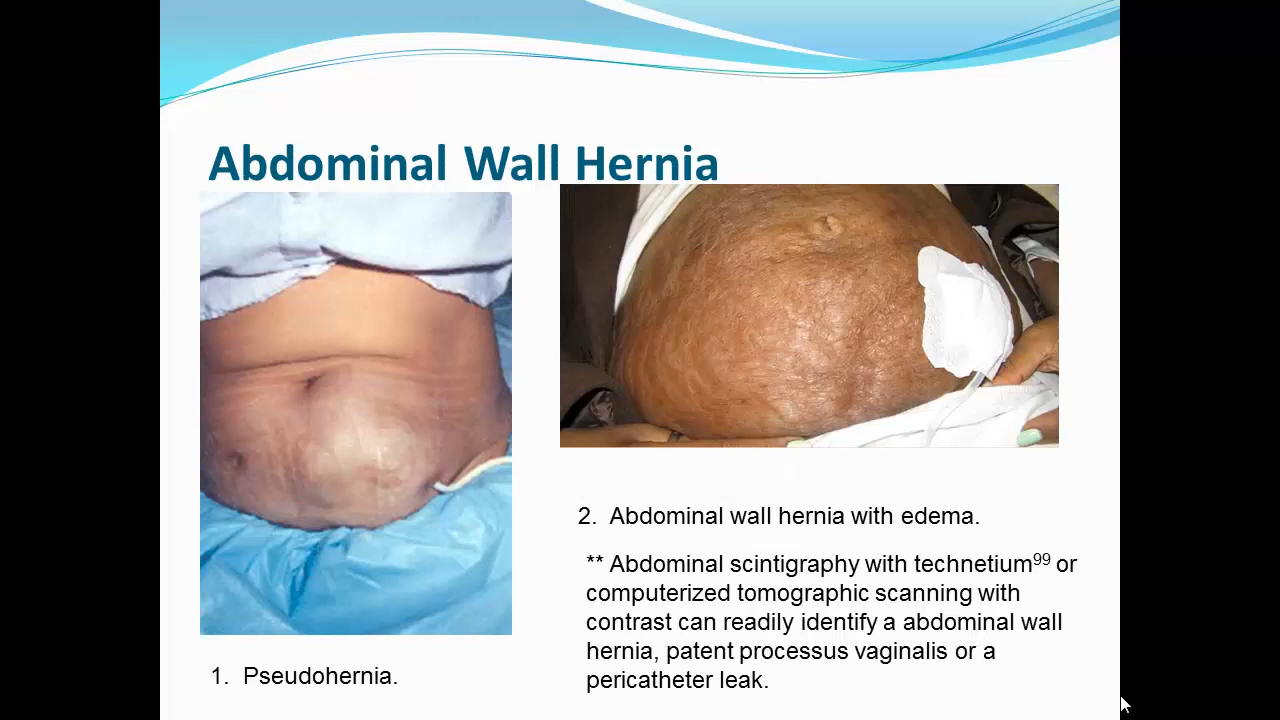 Abdominal Wall Hernia
1. Pseudohernia.
2. Abdominal wall hernia with edema.
** Abdominal scintigraphy with technetium⁹⁹ or
computerized tomographic scanning with
contrast can readily identify a abdominal wall
hernia, patent processus vaginalis or a
pericatheter leak.